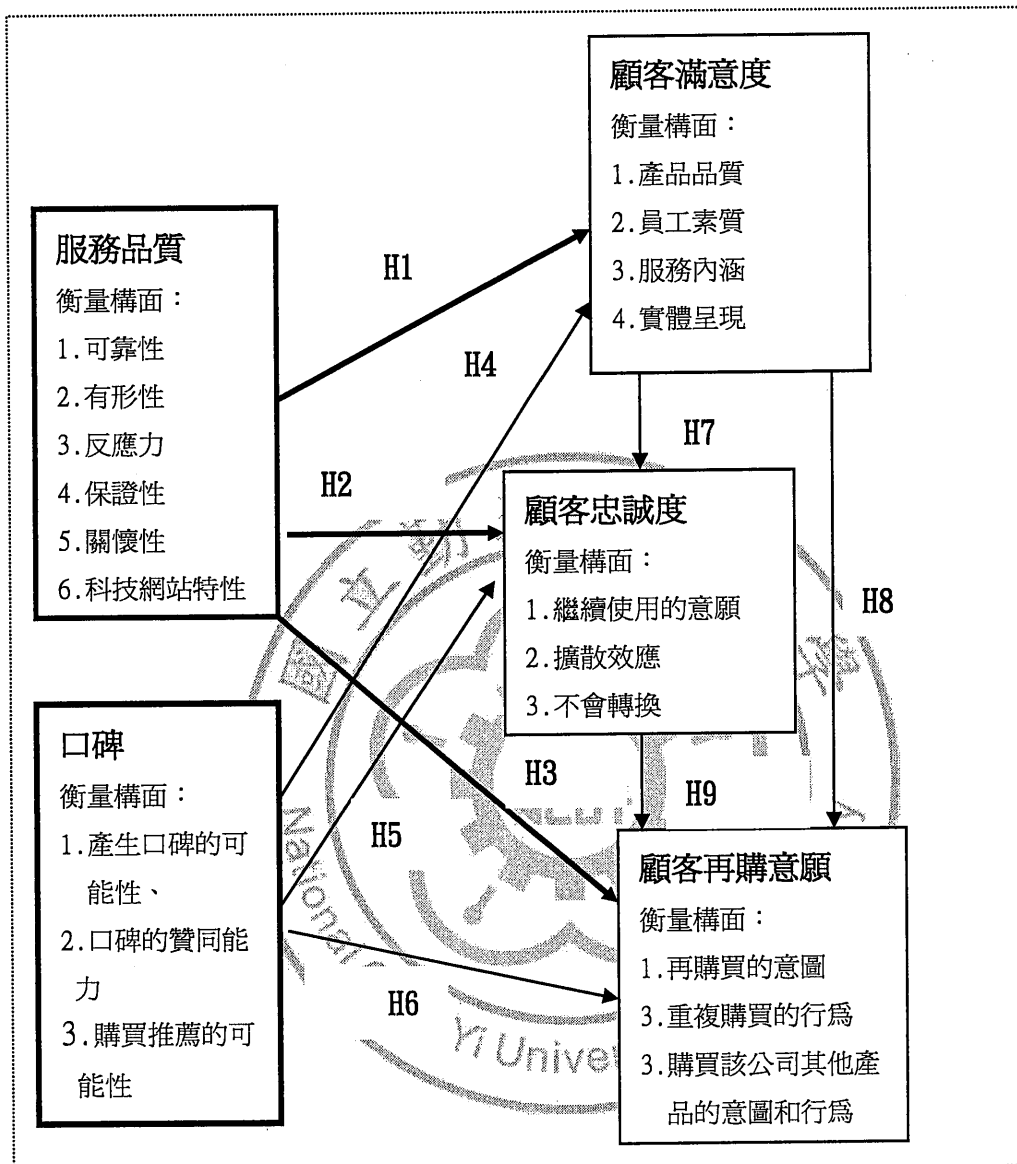 顧客滿意度
衡量構面：
1.產品品質
2.員工素質
3.服務內涵
4.實體呈現
服務品質
衡量構面：
1.可靠性
2.有形性
3.反應力
4.保證性
5.關懷性
6.科技網站特性
H1
H4
H7
H2
顧客忠誠度
衡量構面：
1.繼續使用的意願
2.擴散效應
3.不會轉換
H8
口碑
衡量構面：
1.產生口碑的可
能性、
2.口碑的贊同能
力
3.購買推薦的可
能性
H3
H9
H5
H6
顧客再購意願
衡量構面：
1.再購買的意圖
3.重複購買的行為
3.購買該公司其他產
品的意圖和行為
國立勤
National
Yi Unive